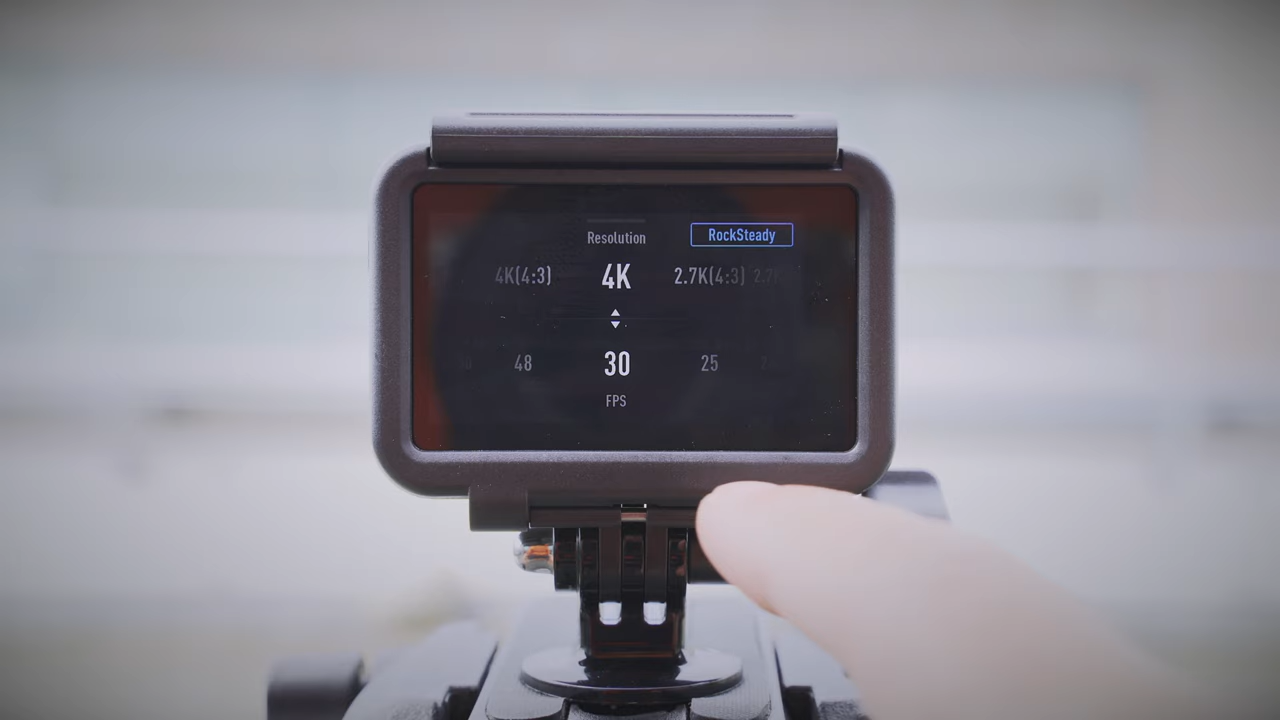 Resolution
RockSteady
4K(4:3) 4K 2.7K(4:3)
48 30 25
FPS